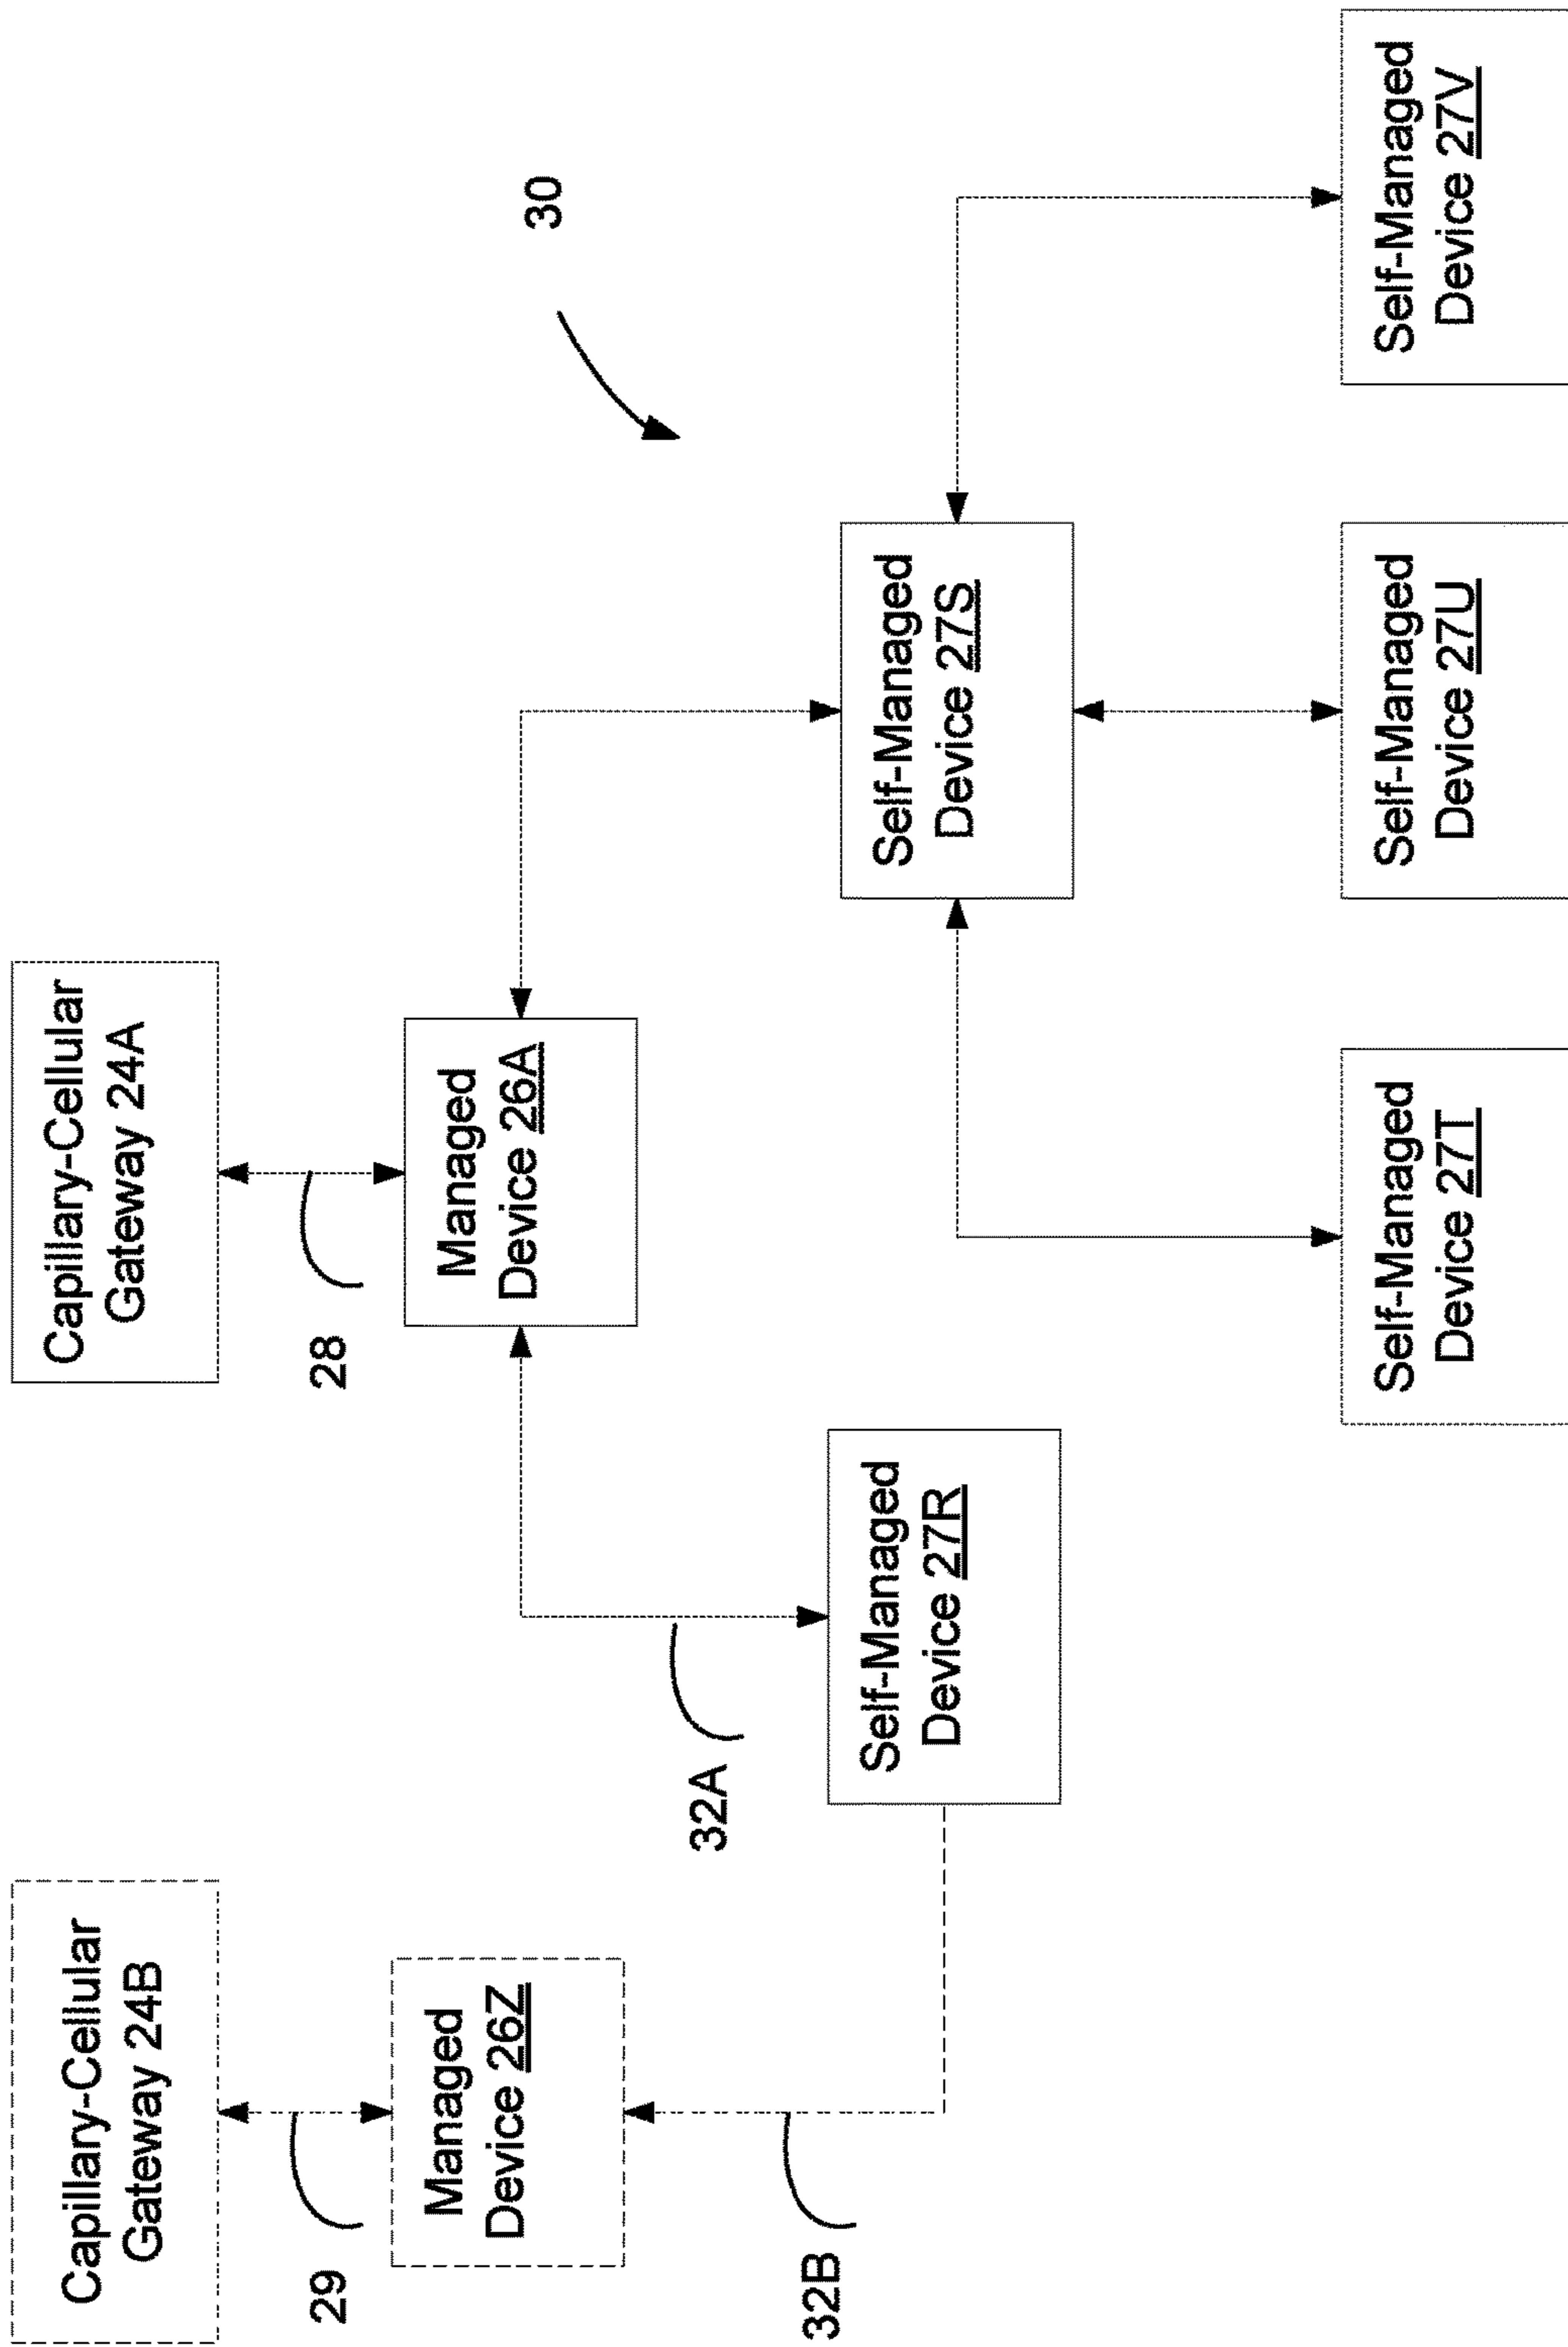 Capillary-Cellular
Gateway 24B
Capillary-Cellular
Gateway 24A
29
28
30
Managed
Device 26Z
Managed
Device 26A
32A
32B
Self-Managed
Device 27R
Self-Managed
Device 27S
Self-Managed
Device 27T
Self-Managed
Device 27U
Self-Managed
Device 27V